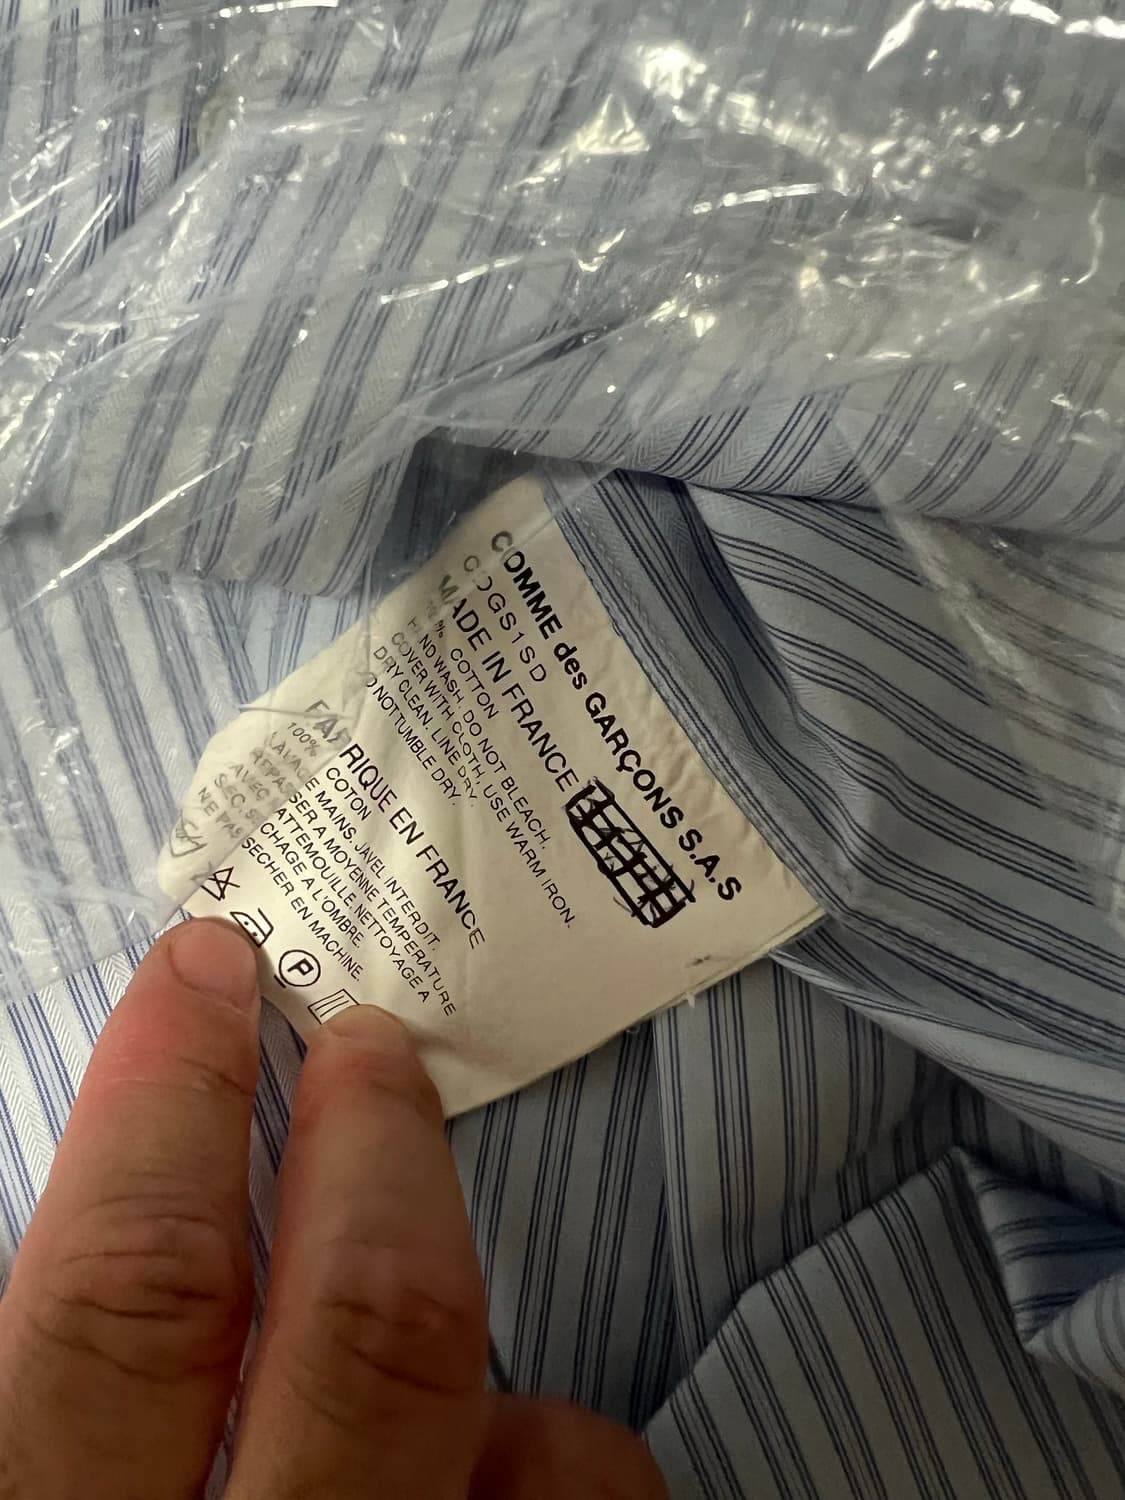 COMME des GARÇONS S.A.S
CDGS1SD
MADE IN FRANCE
COTTON
HAND WASH, DO NOT BLEACH.
COVER WITH CLOTH, USE WARM IRON.
DRY CLEAN. LINE DRY.
DO NOT TUMBLE DRY.
FABRIQUE EN FRANCE
100% COTON
LAVAGE MAINS, JAVEL INTERDIT.
REPASSER A MOYENNE TEMPERATURE
AVEC PATTEMOUILLE. NETTOYAGE A
SEC. SECHAGE A L'OMBRE.
NE PAS SECHER EN MACHINE.
P